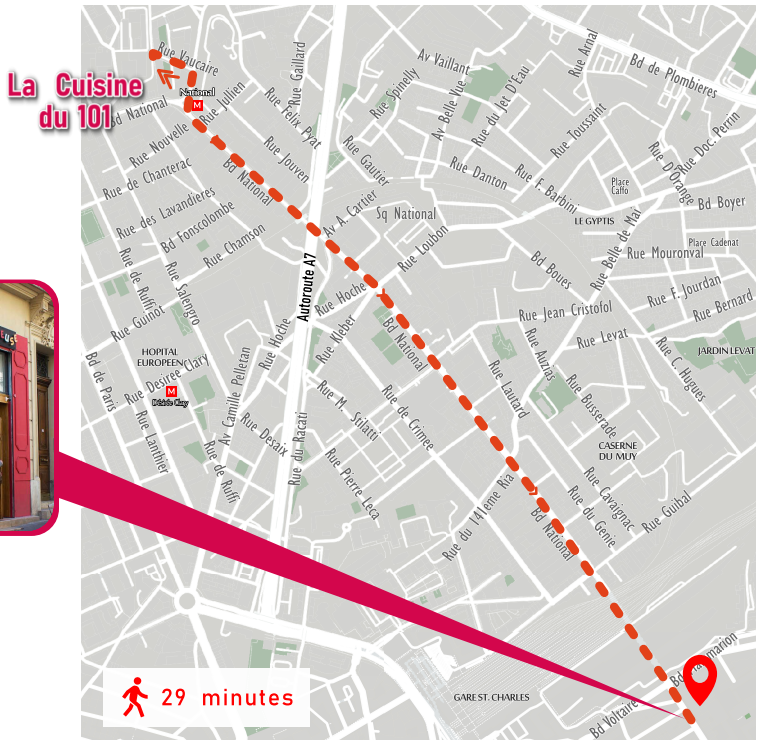 La Cuisine
du 101
Rue Vaucaire
National
M
Bd National
Rue Julien
Rue Gaillard
Rue Felix Pyat
Rue Nouvelle
Rue Jouven
Bd National
Rue de Chanterac
Rue des Lavandieres
Bd Fonscolombe
Rue Chamson
Rue de Ruffi
Rue Salengro
Rue Guinot
Av Vaillant
Rue Spinelly
Av Belle Vue
Rue du Jet D'Eau
Rue Arnal
Bd de Plombieres
Rue Toussaint
Rue Gautier
Rue Danton
Rue F. Barbini
Place
Caffo
Rue D'Orange
Rue Doc. Perrin
Bd Boyer
LE GYPTIS
Place Cadenat
Rue Belle de Mai
Rue Mouronval
Av A. Cartier
Sq National
Rue Loubon
Bd Boues
Autoroute A7
Rue Hoche
Rue Kleber
Rue Hoche
Bd National
Rue Jean Cristofol
Rue F. Jourdan
Rue Bernard
Rue Levat
JARDIN LEVAT
Rue C. Hugues
Rue Auzias
Rue Lautard
Rue Busserade
HOPITAL
EUROPEEN
Rue Desiree Clary
M
Désirée Clay
Bd de Paris
Rue Lanthier
Av Camille Pelletan
Rue Desaix
Rue de Ruffi
Rue du Racati
Rue M. Stilatti
Rue de Crimee
Rue Pierre Leca
CASERNE
DU MUY
Rue Cavaignac
Rue du Genie
Rue Guibal
Rue du 141eme Ria
Bd National
29 minutes
GARE ST. CHARLES
Bd Voltaire